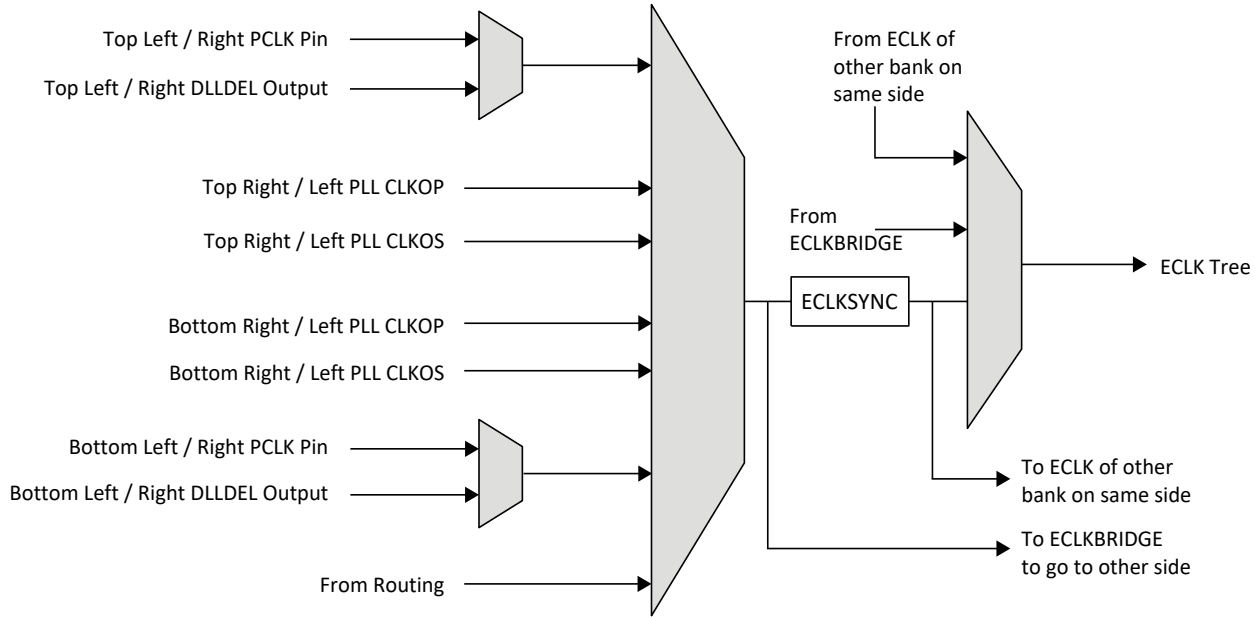 Top Left / Right PCLK Pin
Top Left / Right DLLDEL Output
Top Right / Left PLL CLKOP
Top Right / Left PLL CLKOS
Bottom Right / Left PLL CLKOP
Bottom Right / Left PLL CLKOS
Bottom Left / Right PCLK Pin
Bottom Left / Right DLLDEL Output
From Routing
From ECLK of
other bank on
same side
From
ECLKBRIDGE
ECLKSYNC
ECLK Tree
To ECLK of other
bank on same side
To ECLKBRIDGE
to go to other side